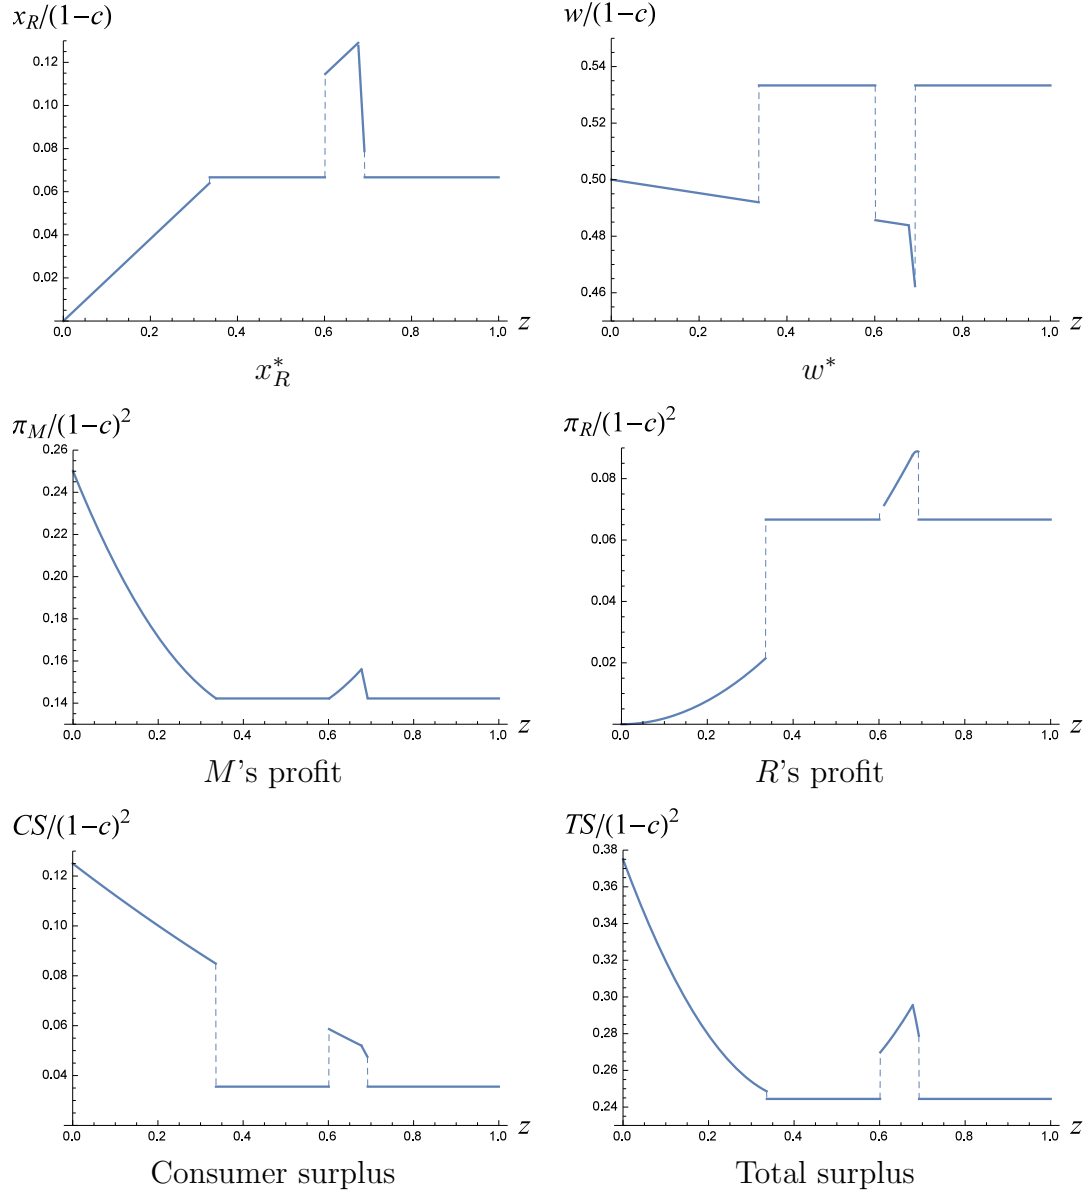 x_R/(1−c)
0.12
0.10
0.08
0.06
0.04
0.02
0.0 0.2 0.4 0.6 0.8 1.0 z
x*_R
w/(1−c)
0.54
0.52
0.50
0.48
0.46
0.0 0.2 0.4 0.6 0.8 1.0 z
w*
π_M/(1−c)²
0.26
0.24
0.22
0.20
0.18
0.16
0.14
0.0 0.2 0.4 0.6 0.8 1.0 z
M's profit
π_R/(1−c)²
0.08
0.06
0.04
0.02
0.0 0.2 0.4 0.6 0.8 1.0 z
R's profit
CS/(1−c)²
0.12
0.10
0.08
0.06
0.04
0.0 0.2 0.4 0.6 0.8 1.0 z
Consumer surplus
TS/(1−c)²
0.38
0.36
0.34
0.32
0.30
0.28
0.26
0.24
0.0 0.2 0.4 0.6 0.8 1.0 z
Total surplus